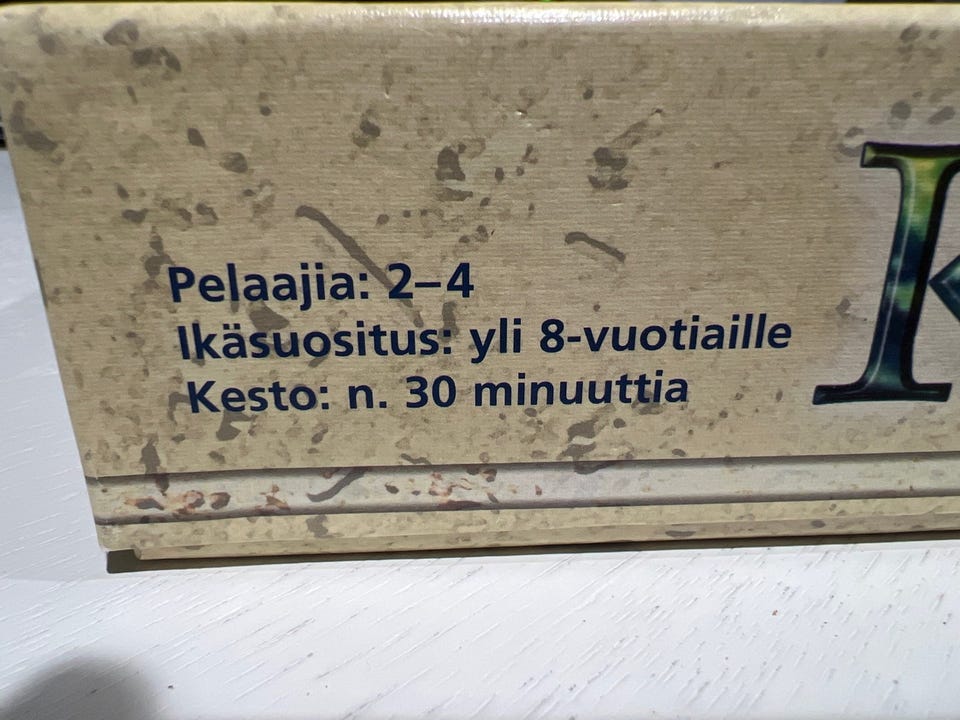 Pelaajia: 2–4
Ikäsuositus: yli 8-vuotiaille
Kesto: n. 30 minuuttia
K